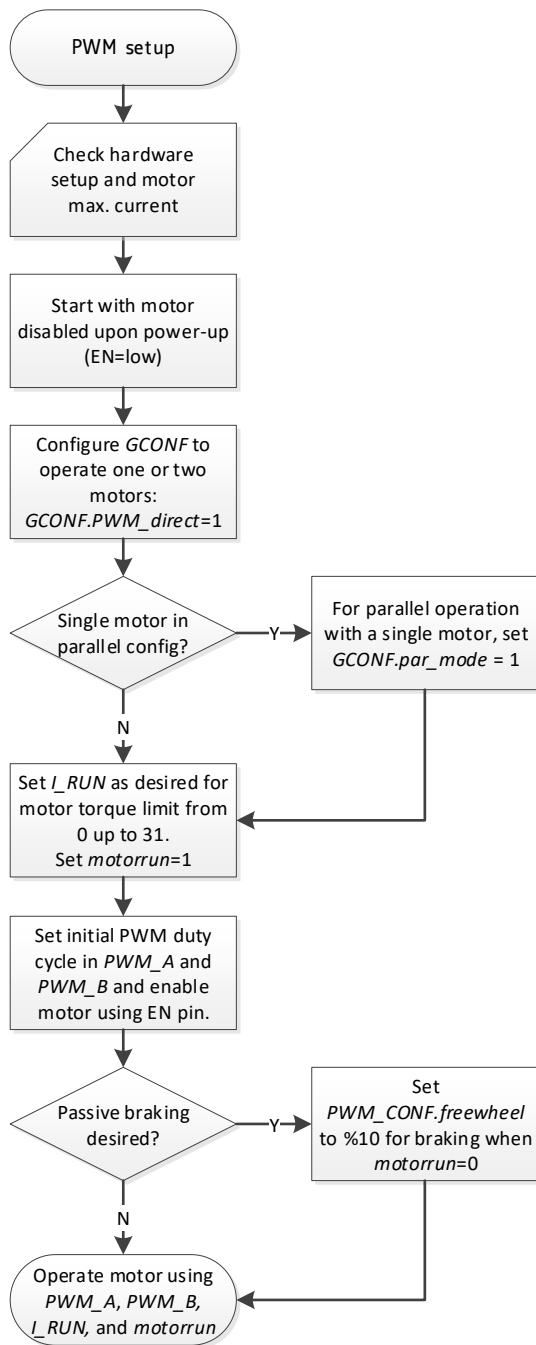 PWM setup
Check hardware
setup and motor
max. current
Start with motor
disabled upon power-up
(EN=low)
Configure GCONF to
operate one or two
motors:
GCONF.PWM_direct=1
Single motor in
parallel config?
Y
For parallel operation
with a single motor, set
GCONF.par_mode = 1
N
Set I_RUN as desired for
motor torque limit from
0 up to 31.
Set motorrun=1
Set initial PWM duty
cycle in PWM_A and
PWM_B and enable
motor using EN pin.
Passive braking
desired?
Y
Set
PWM_CONF.freewheel
to %10 for braking when
motorrun=0
N
Operate motor using
PWM_A, PWM_B,
I_RUN, and motorrun